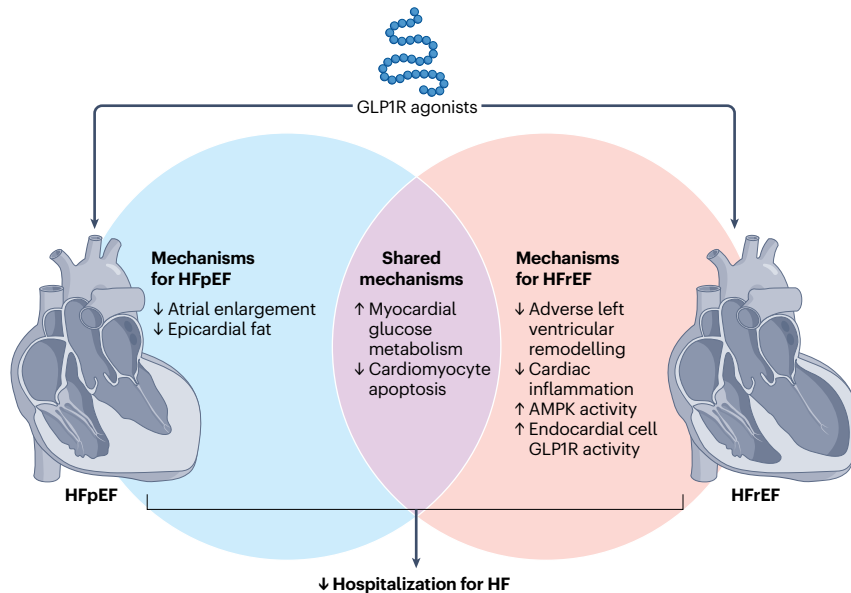 GLP1R agonists
Mechanisms
for HFpEF
↓ Atrial enlargement
↓ Epicardial fat
Shared
mechanisms
↑ Myocardial
glucose
metabolism
↓ Cardiomyocyte
apoptosis
Mechanisms
for HFrEF
↓ Adverse left
ventricular
remodelling
↓ Cardiac
inflammation
↑ AMPK activity
↑ Endocardial cell
GLP1R activity
HFpEF
HFrEF
↓ Hospitalization for HF